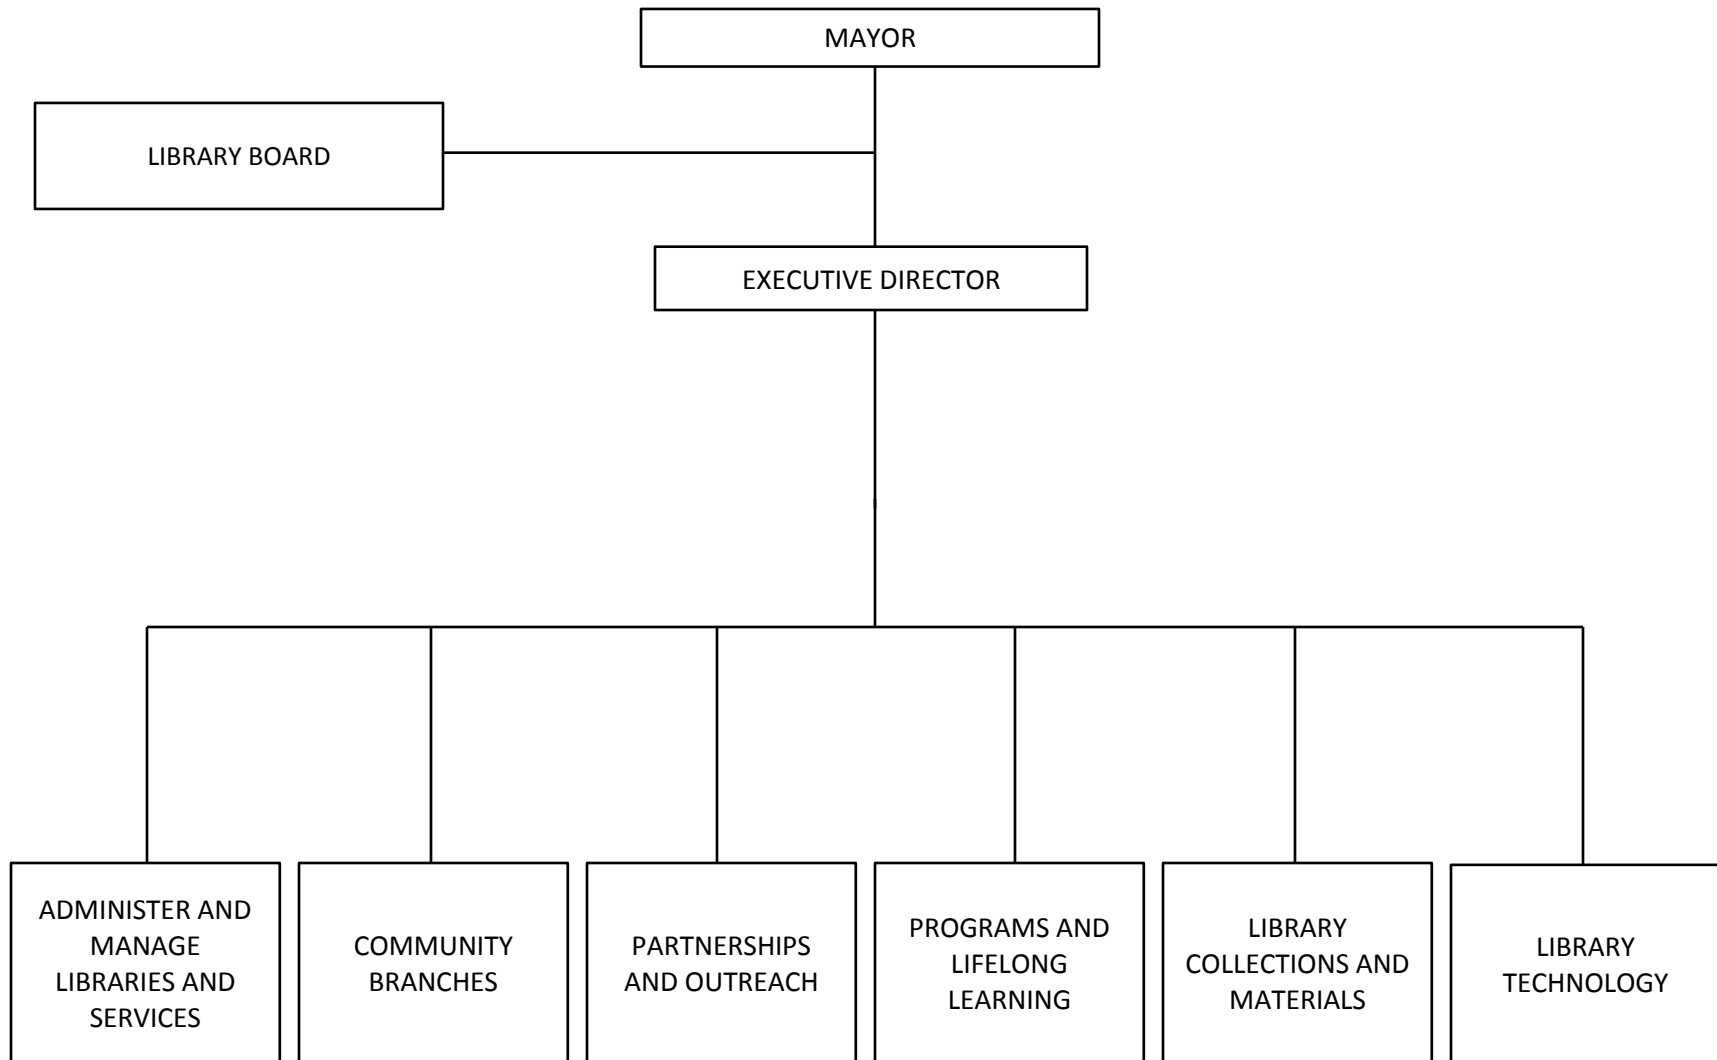 MAYOR
LIBRARY BOARD
EXECUTIVE DIRECTOR
ADMINISTER AND
MANAGE
LIBRARIES AND
SERVICES
COMMUNITY
BRANCHES
PARTNERSHIPS
AND OUTREACH
PROGRAMS AND
LIFELONG
LEARNING
LIBRARY
COLLECTIONS AND
MATERIALS
LIBRARY
TECHNOLOGY